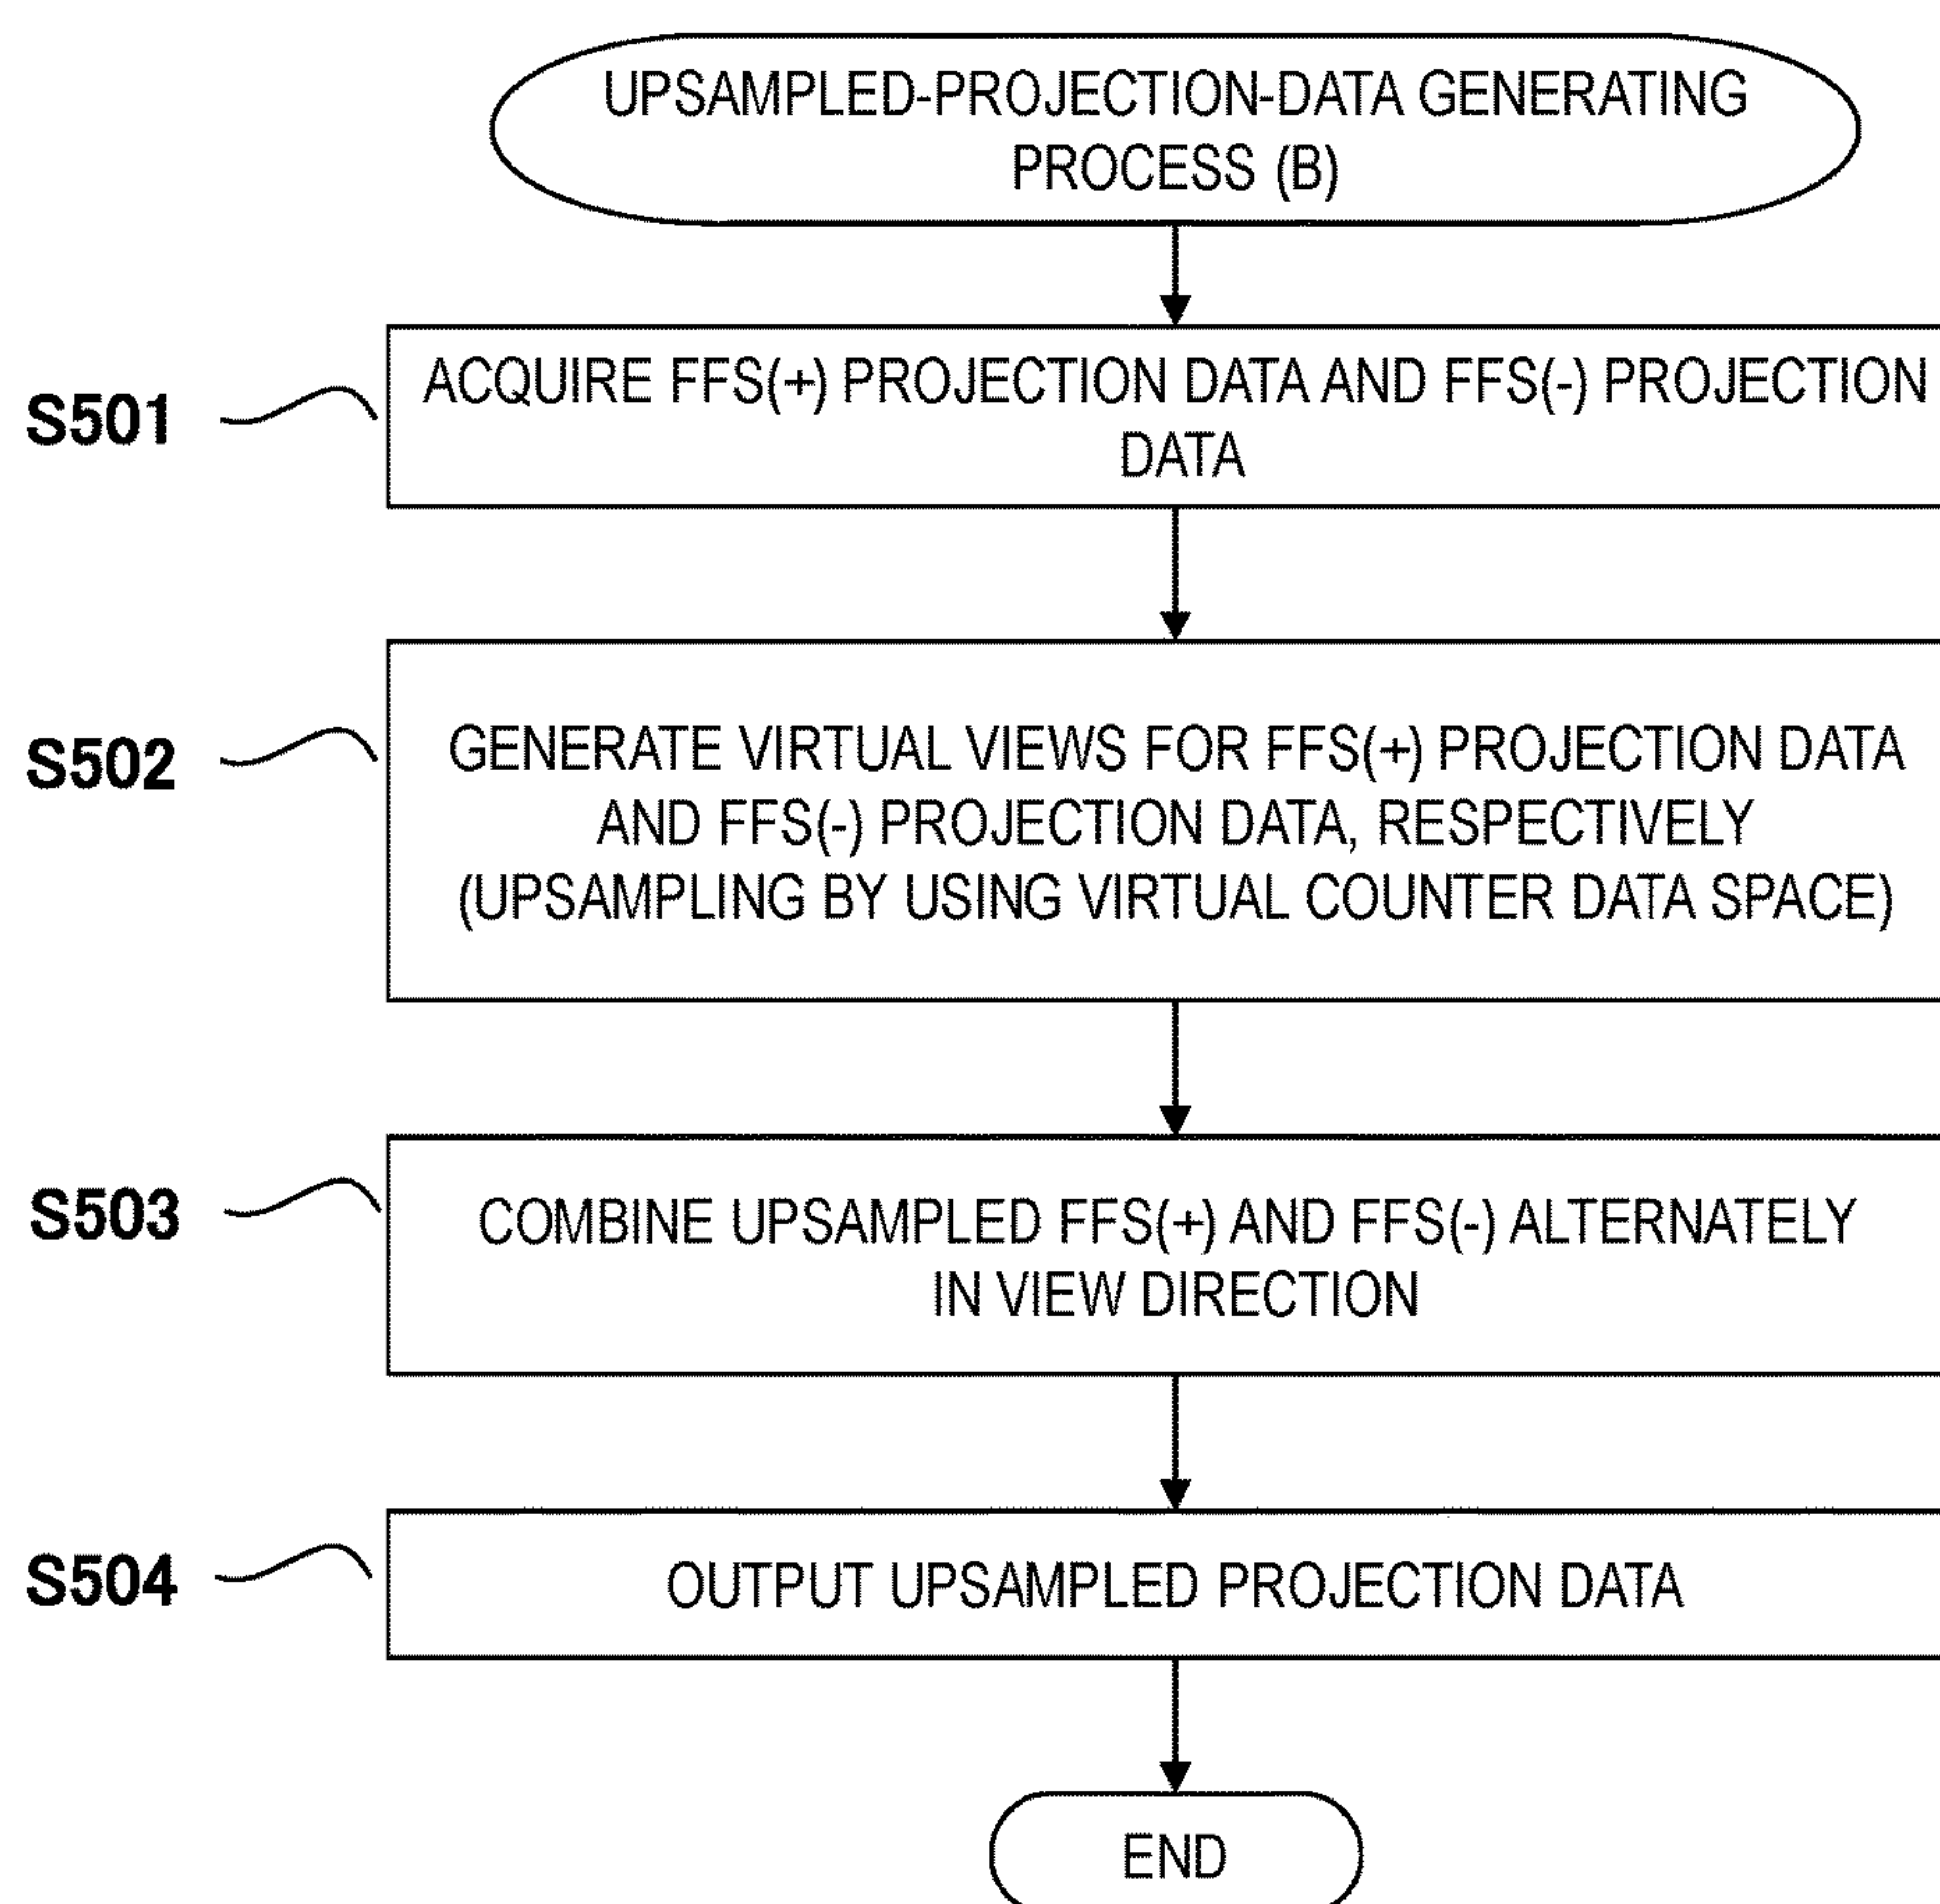 UPSAMPLED-PROJECTION-DATA GENERATING
PROCESS (B)
S501
ACQUIRE FFS(+) PROJECTION DATA AND FFS(-) PROJECTION
DATA
S502
GENERATE VIRTUAL VIEWS FOR FFS(+) PROJECTION DATA
AND FFS(-) PROJECTION DATA, RESPECTIVELY
(UPSAMPLING BY USING VIRTUAL COUNTER DATA SPACE)
S503
COMBINE UPSAMPLED FFS(+) AND FFS(-) ALTERNATELY
IN VIEW DIRECTION
S504
OUTPUT UPSAMPLED PROJECTION DATA
END